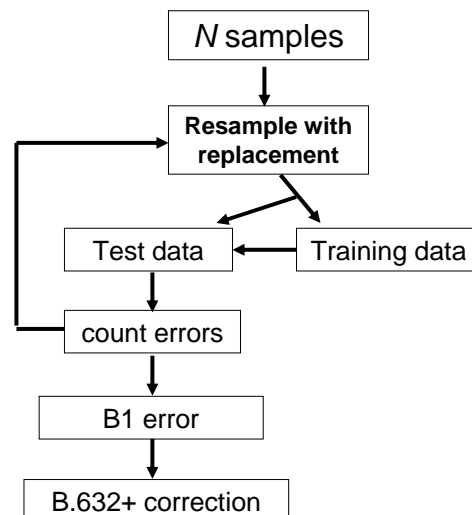 N samples
Resample with
replacement
Test data
Training data
count errors
B1 error
B.632+ correction